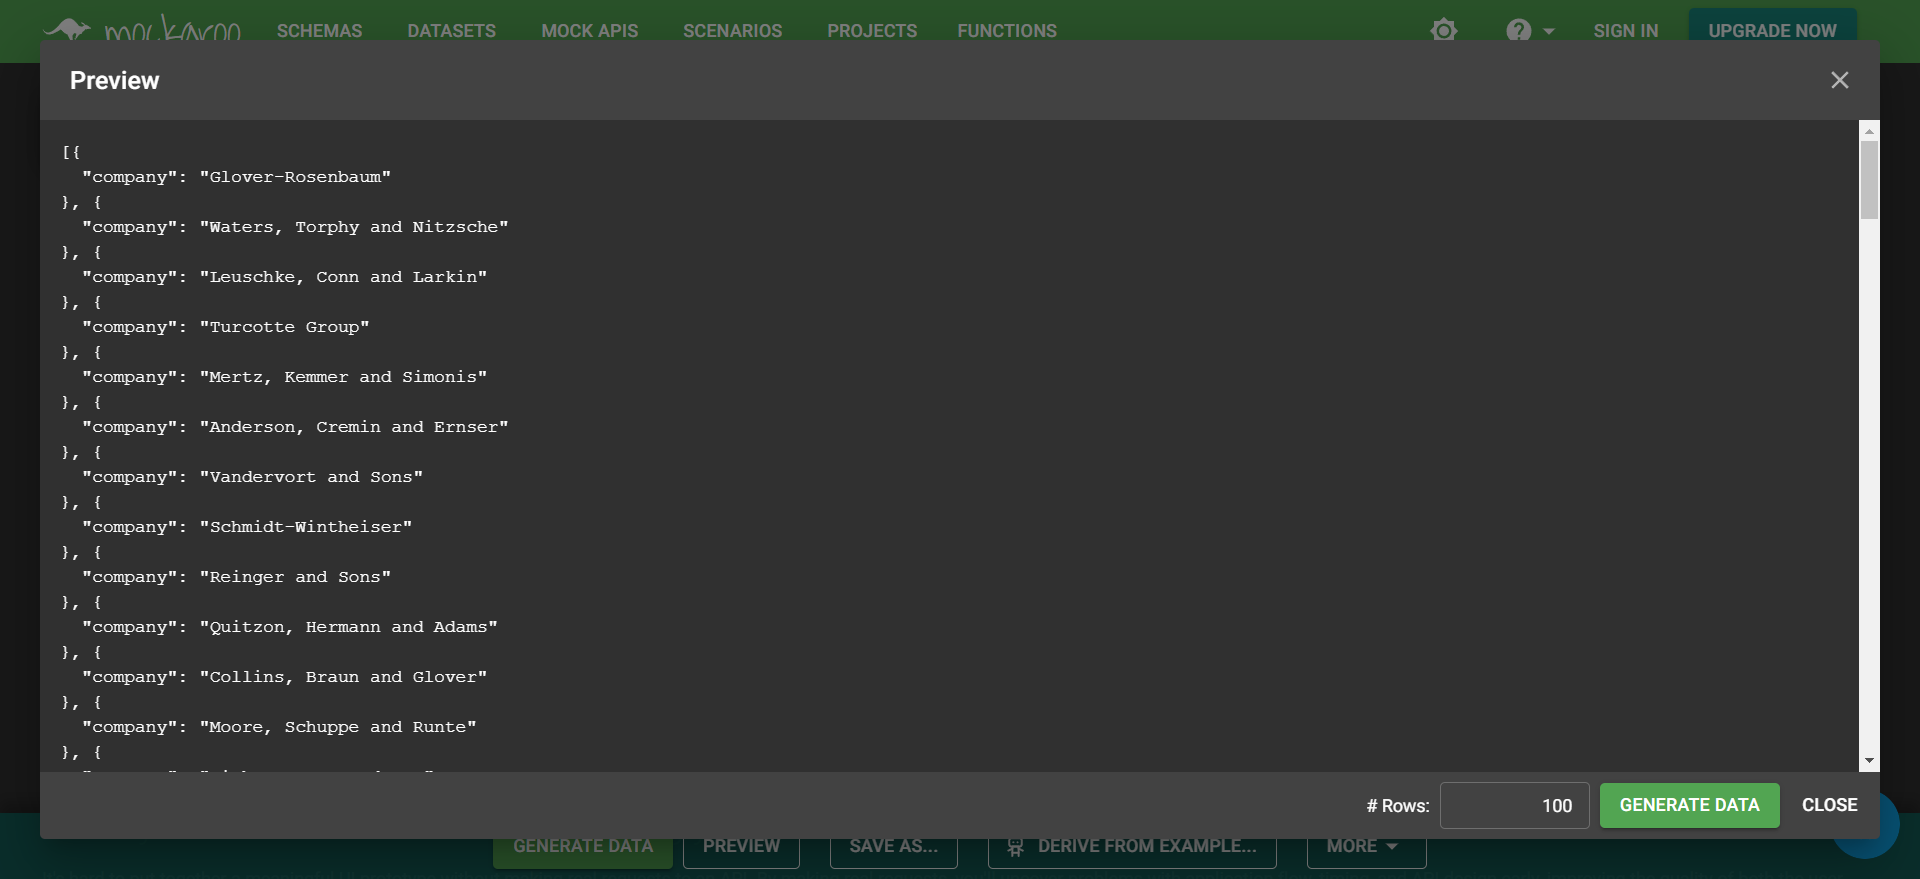 mockaroo SCHEMAS DATASETS MOCK APIS SCENARIOS PROJECTS FUNCTIONS ? SIGN IN UPGRADE NOW
Preview
[{
"company": "Glover-Rosenbaum"
}, {
"company": "Waters, Torphy and Nitzsche"
}, {
"company": "Leuschke, Conn and Larkin"
}, {
"company": "Turcotte Group"
}, {
"company": "Mertz, Kemmer and Simonis"
}, {
"company": "Anderson, Cremin and Ernser"
}, {
"company": "Vandervort and Sons"
}, {
"company": "Schmidt-Wintheiser"
}, {
"company": "Reinger and Sons"
}, {
"company": "Quitzon, Hermann and Adams"
}, {
"company": "Collins, Braun and Glover"
}, {
"company": "Moore, Schuppe and Runte"
}, {
# Rows: 100 GENERATE DATA CLOSE
GENERATE DATA PREVIEW SAVE AS... DERIVE FROM EXAMPLE... MORE